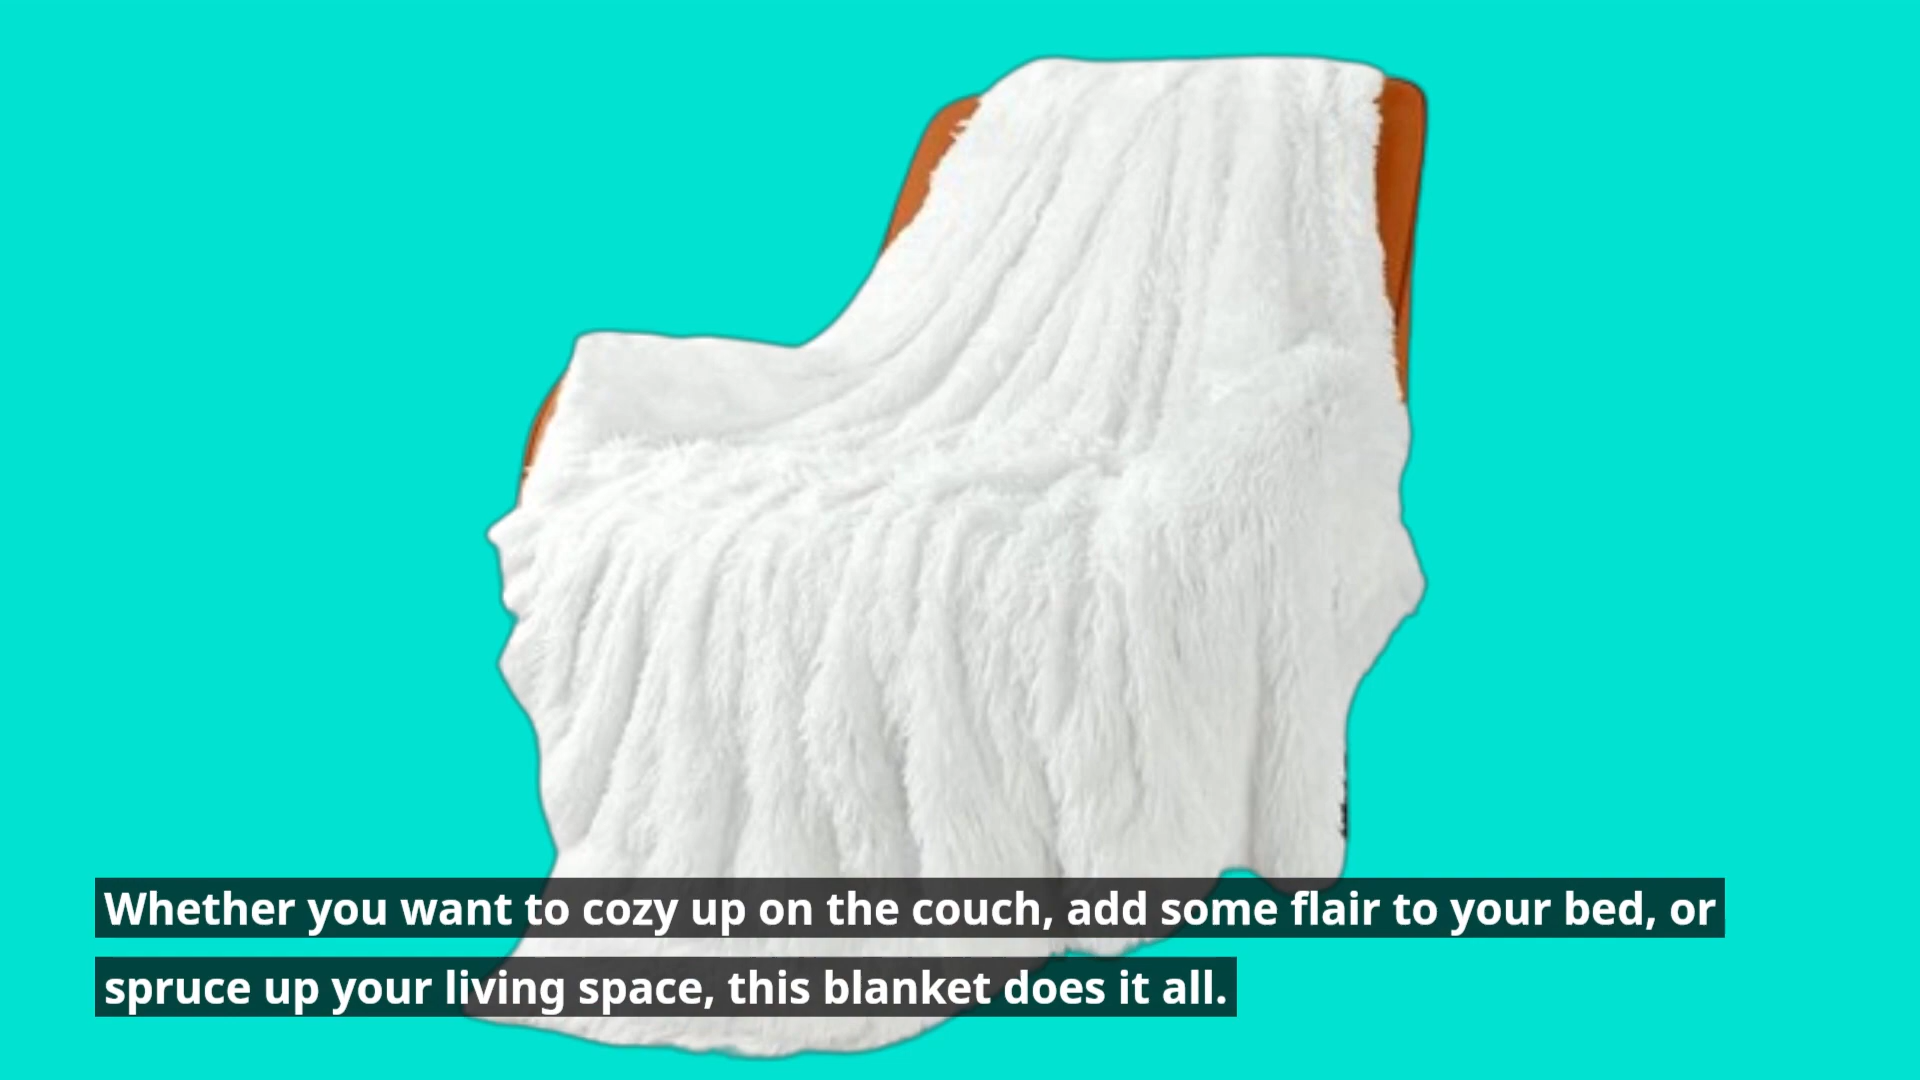 Whether you want to cozy up on the couch, add some flair to your bed, or
spruce up your living space, this blanket does it all.